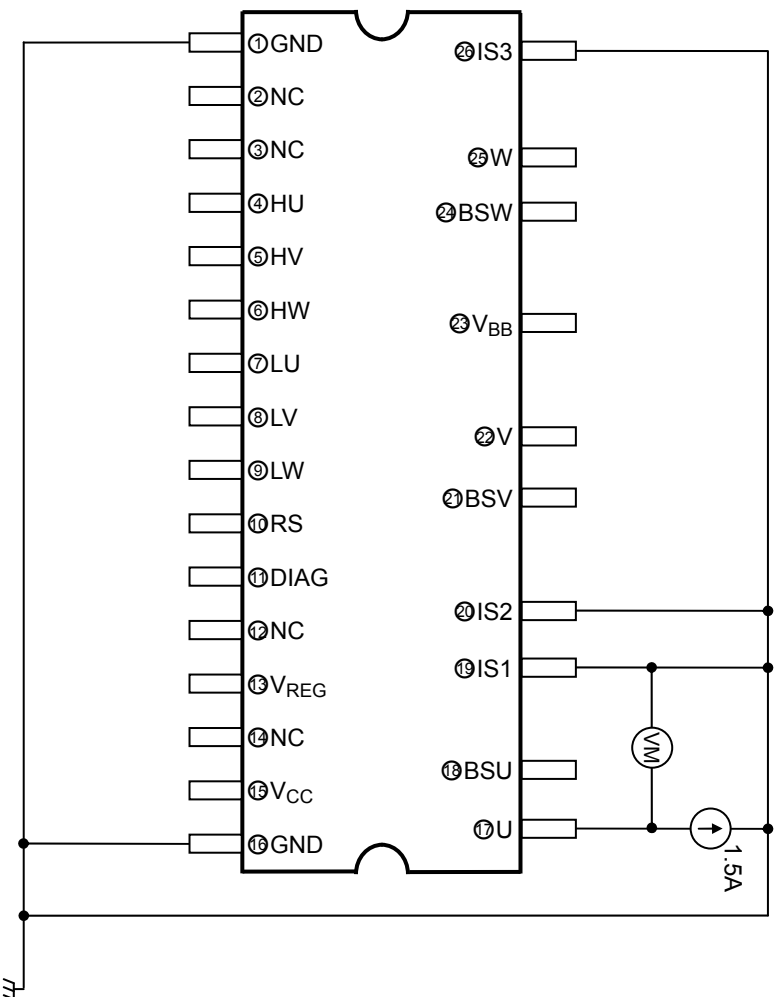 ①GND
②NC
③NC
④HU
⑤HV
⑥HW
⑦LU
⑧LV
⑨LW
⑩RS
⑪DIAG
⑫NC
⑬VREG
⑭NC
⑮VCC
⑯GND
㉖IS3
㉕W
㉔BSW
㉓VBB
㉒V
㉑BSV
⑳IS2
⑲IS1
⑱BSU
⑰U
VM
1.5A